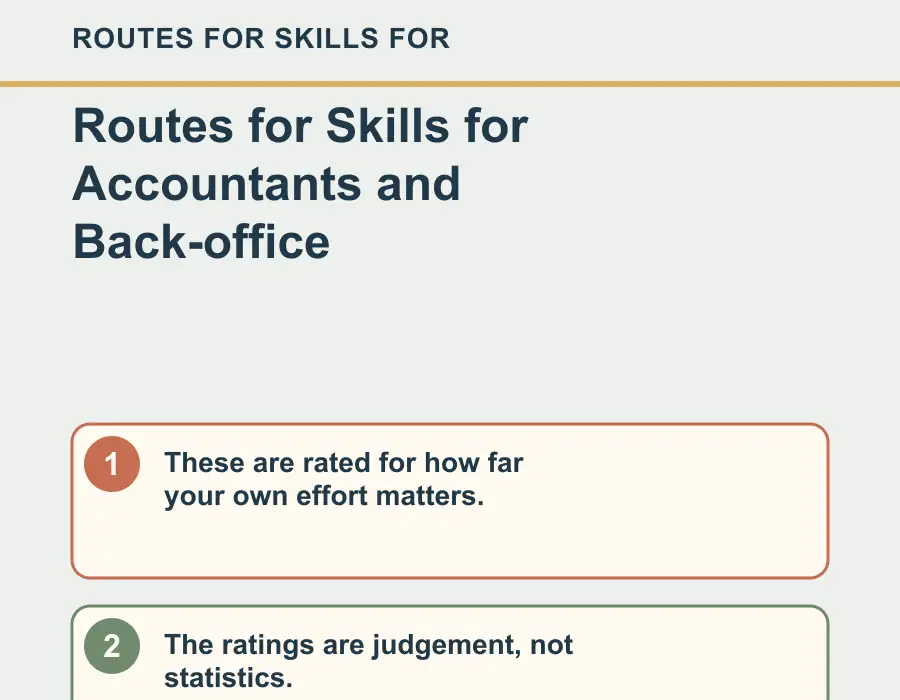 ROUTES FOR SKILLS FOR
Routes for Skills for
Accountants and
Back-office
1
These are rated for how far
your own effort matters.
2
The ratings are judgement, not
statistics.